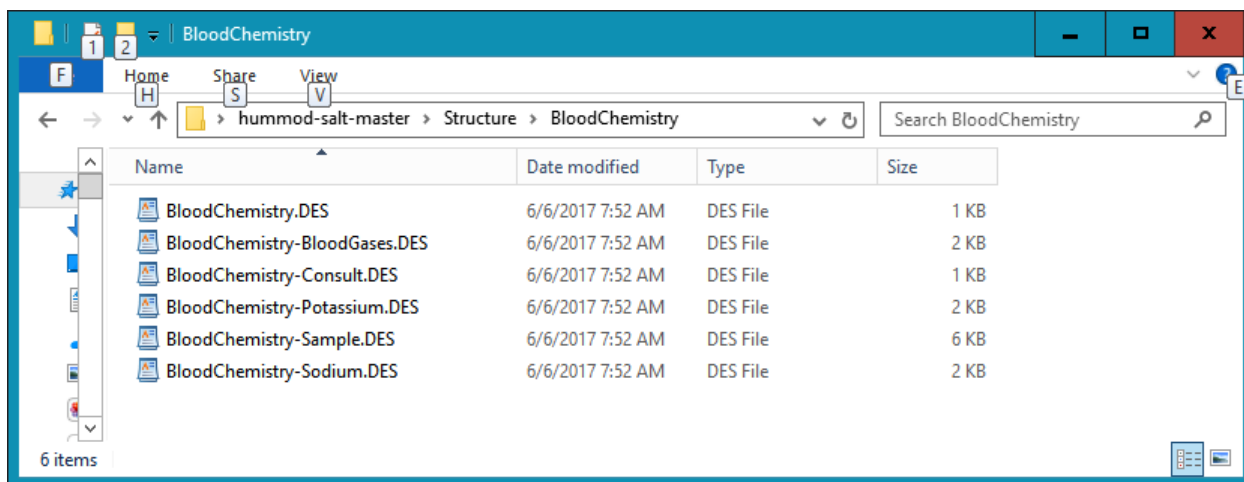 BloodChemistry
1 2
F Home Share View
H S V E
hummod-salt-master > Structure > BloodChemistry Search BloodChemistry
Name Date modified Type Size
BloodChemistry.DES 6/6/2017 7:52 AM DES File 1 KB
BloodChemistry-BloodGases.DES 6/6/2017 7:52 AM DES File 2 KB
BloodChemistry-Consult.DES 6/6/2017 7:52 AM DES File 1 KB
BloodChemistry-Potassium.DES 6/6/2017 7:52 AM DES File 2 KB
BloodChemistry-Sample.DES 6/6/2017 7:52 AM DES File 6 KB
BloodChemistry-Sodium.DES 6/6/2017 7:52 AM DES File 2 KB
6 items